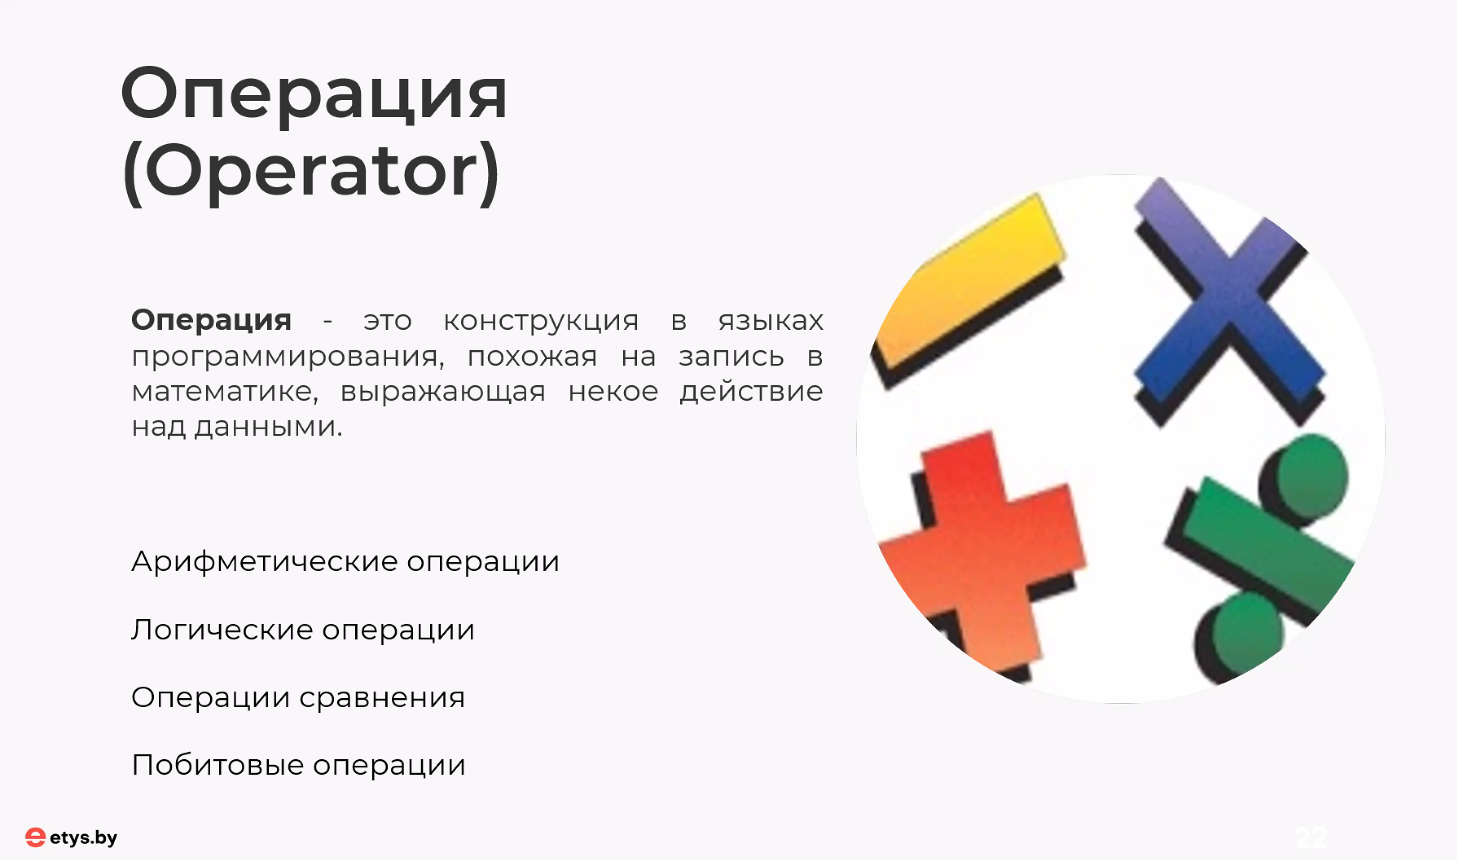 Операция
(Operator)
Операция - это конструкция в языках
программирования, похожая на запись в
математике, выражающая некое действие
над данными.
Арифметические операции
Логические операции
Операции сравнения
Побитовые операции
etys.by
22